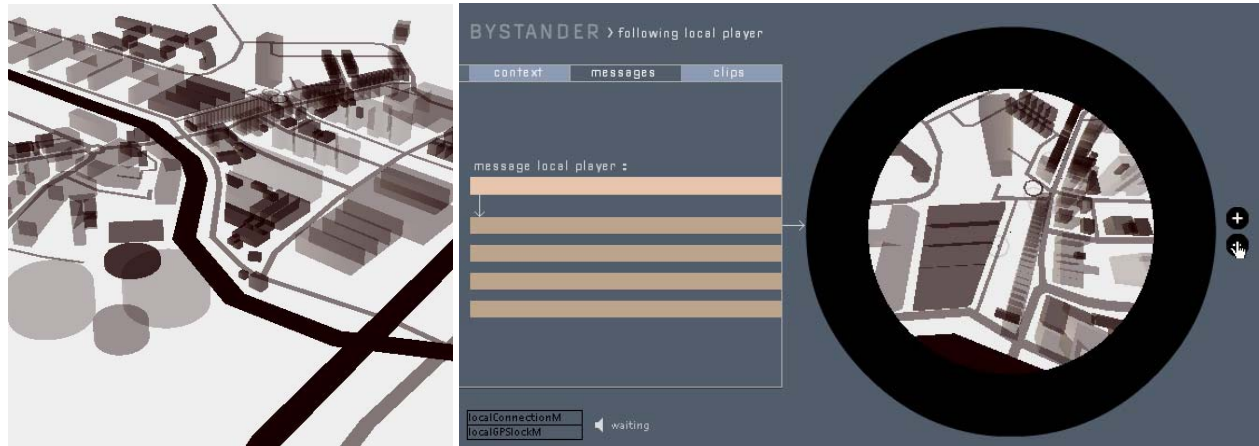 BYSTANDER > following local player
context messages clips
message local player :
localConnectionM
localGPSlockM
waiting